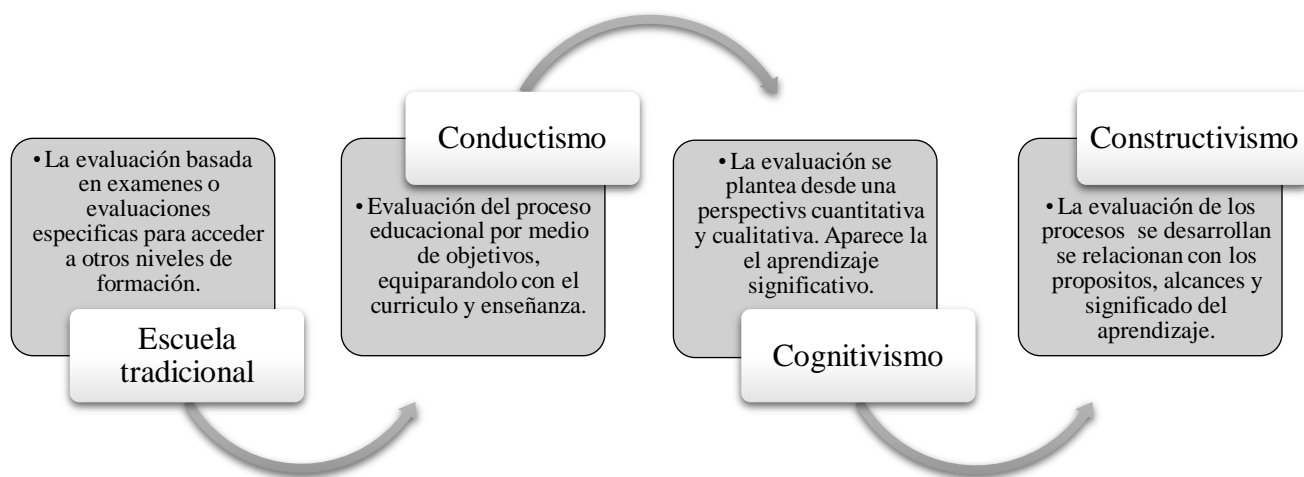 • La evaluación basada
en examenes o
evaluaciones
especificas para acceder
a otros niveles de
formación.
Escuela
tradicional
Conductismo
• Evaluación del proceso
educacional por medio
de objetivos,
equiparandolo con el
curriculo y enseñanza.
• La evaluación se
plantea desde una
perspectivs cuantitativa
y cualitativa. Aparece la
el aprendizaje
significativo.
Cognitivismo
Constructivismo
• La evaluación de los
procesos se desarrollan
se relacionan con los
propositos, alcances y
significado del
aprendizaje.